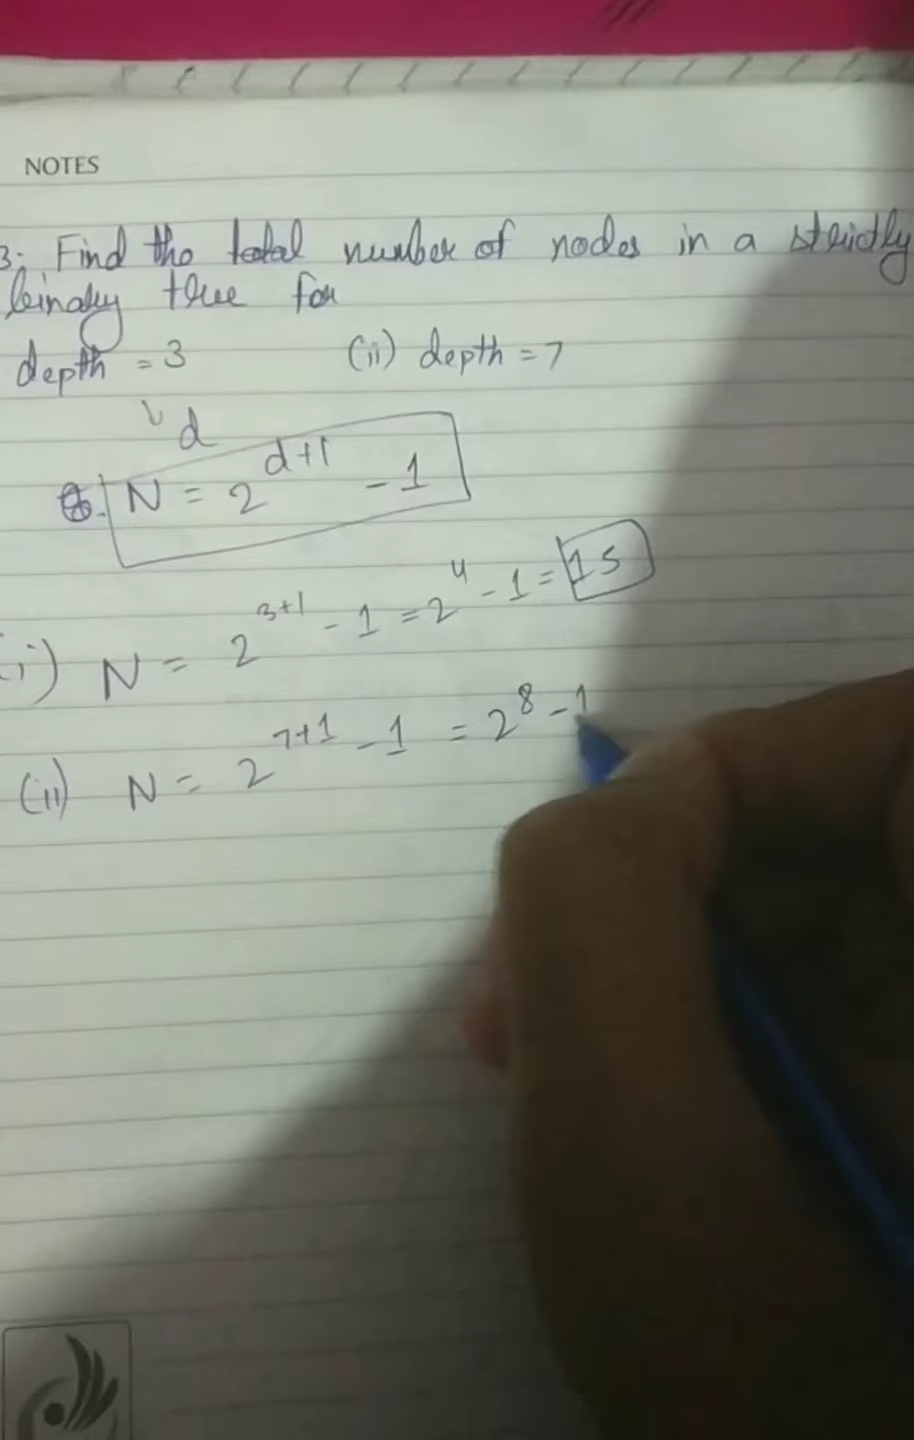 NOTES
3: Find the total number of nodes in a strictly
binary tree for
depth = 3 (ii) depth = 7
d
N = 2^{d+1} - 1
i) N = 2^{3+1} - 1 = 2^4 - 1 = 15
(ii) N = 2^{7+1} - 1 = 2^8 - 1